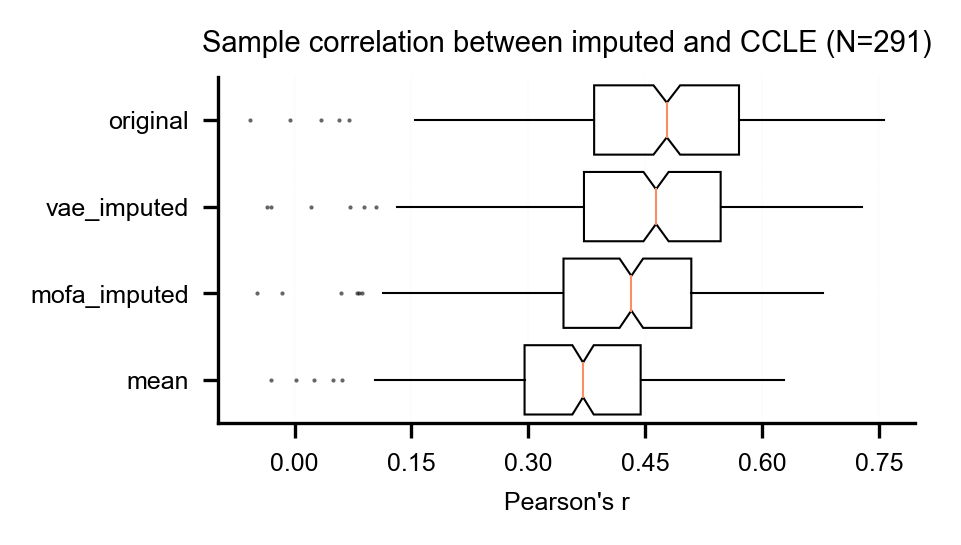 Sample correlation between imputed and CCLE (N=291)
original
vae_imputed
mofa_imputed
mean
0.00 0.15 0.30 0.45 0.60 0.75
Pearson's r